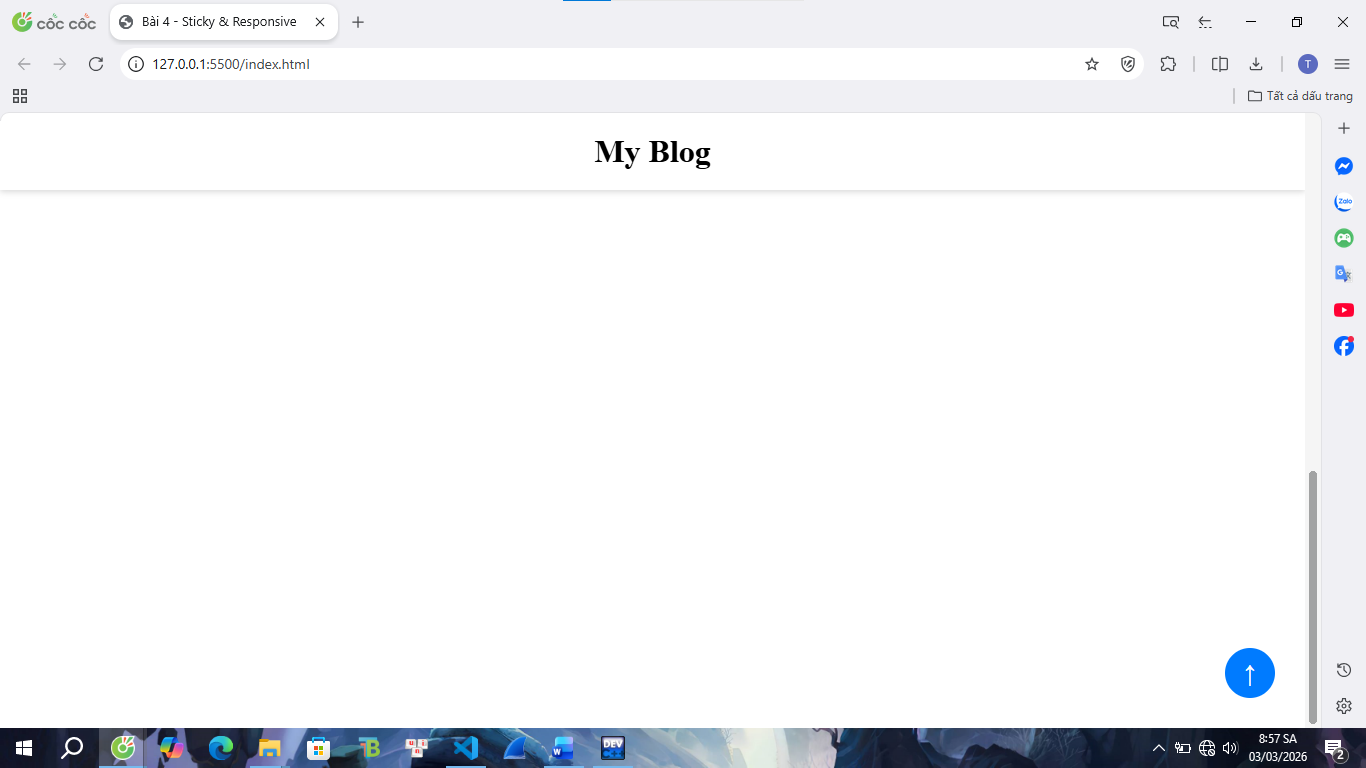 cốc cốc
Bài 4 - Sticky & Responsive
127.0.0.1:5500/index.html
T
Tất cả dấu trang
My Blog
Zalo
G
↑
W
DEV
8:57 SA
03/03/2026
2